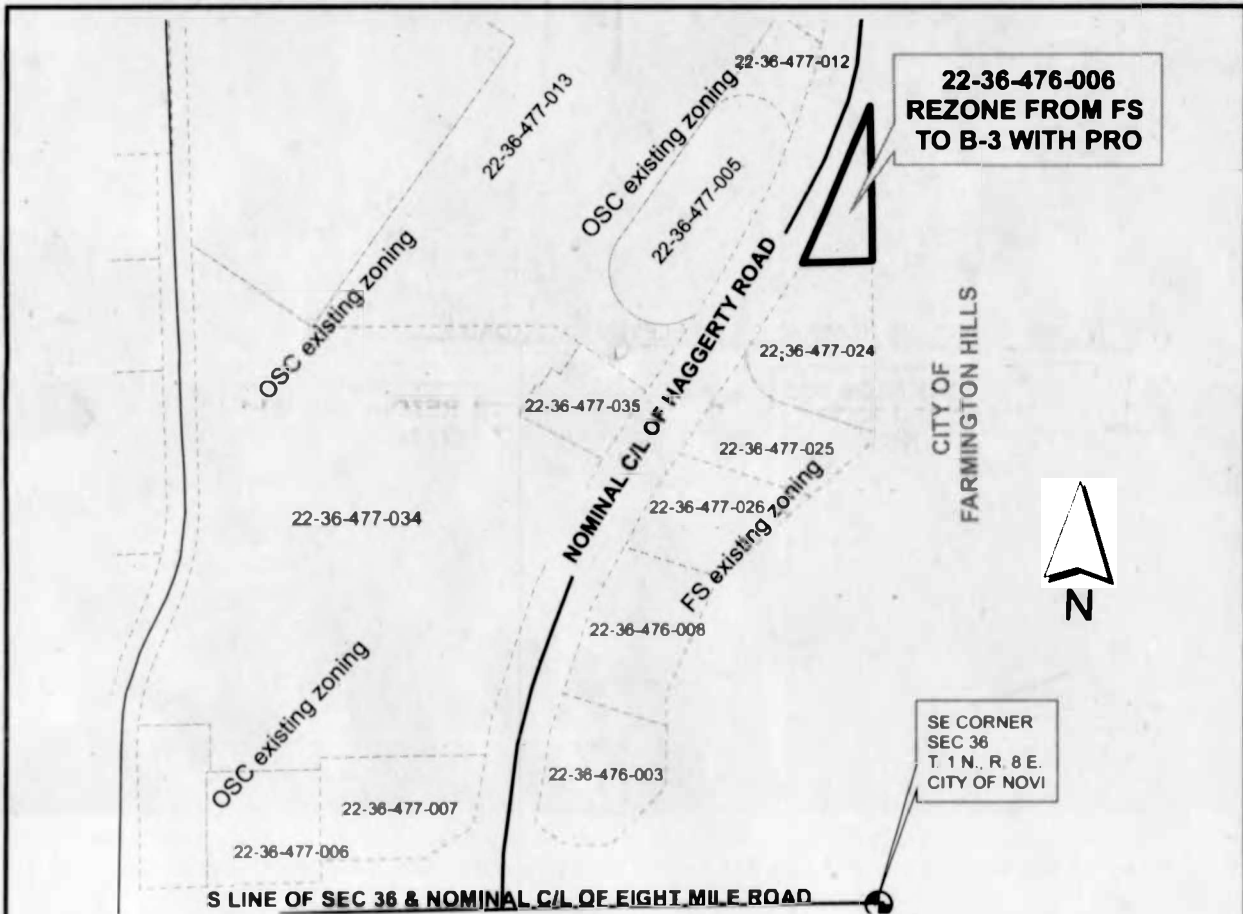 22-36-477-012
22-36-476-006
REZONE FROM FS
TO B-3 WITH PRO
22-36-477-013
OSC existing zoning
22-36-477-005
OSC existing zoning
NOMINAL C/L OF HAGGERTY ROAD
CITY OF
FARMINGTON HILLS
22-36-477-024
22-36-477-035
22-36-477-025
22-36-477-026
FS existing zoning
22-36-477-034
N
22-36-476-008
OSC existing zoning
SE CORNER
SEC 36
T. 1 N., R. 8 E.
CITY OF NOVI
22-36-476-003
22-36-477-007
22-36-477-006
S LINE OF SEC 36 & NOMINAL C/L OF EIGHT MILE ROAD